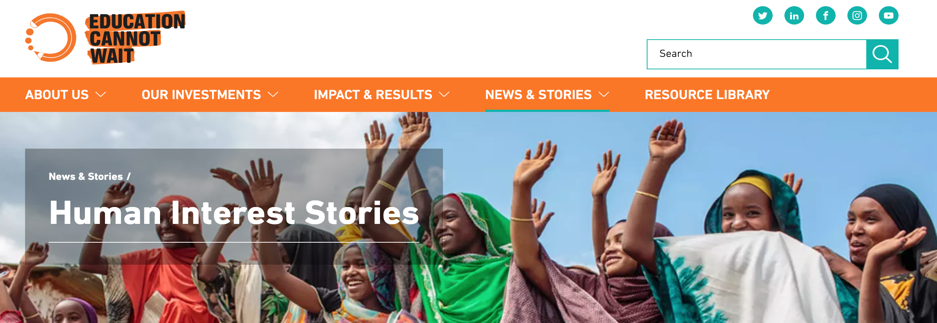 EDUCATION
CANNOT
WAIT
Search
ABOUT US
OUR INVESTMENTS
IMPACT & RESULTS
NEWS & STORIES
RESOURCE LIBRARY
News & Stories /
Human Interest Stories